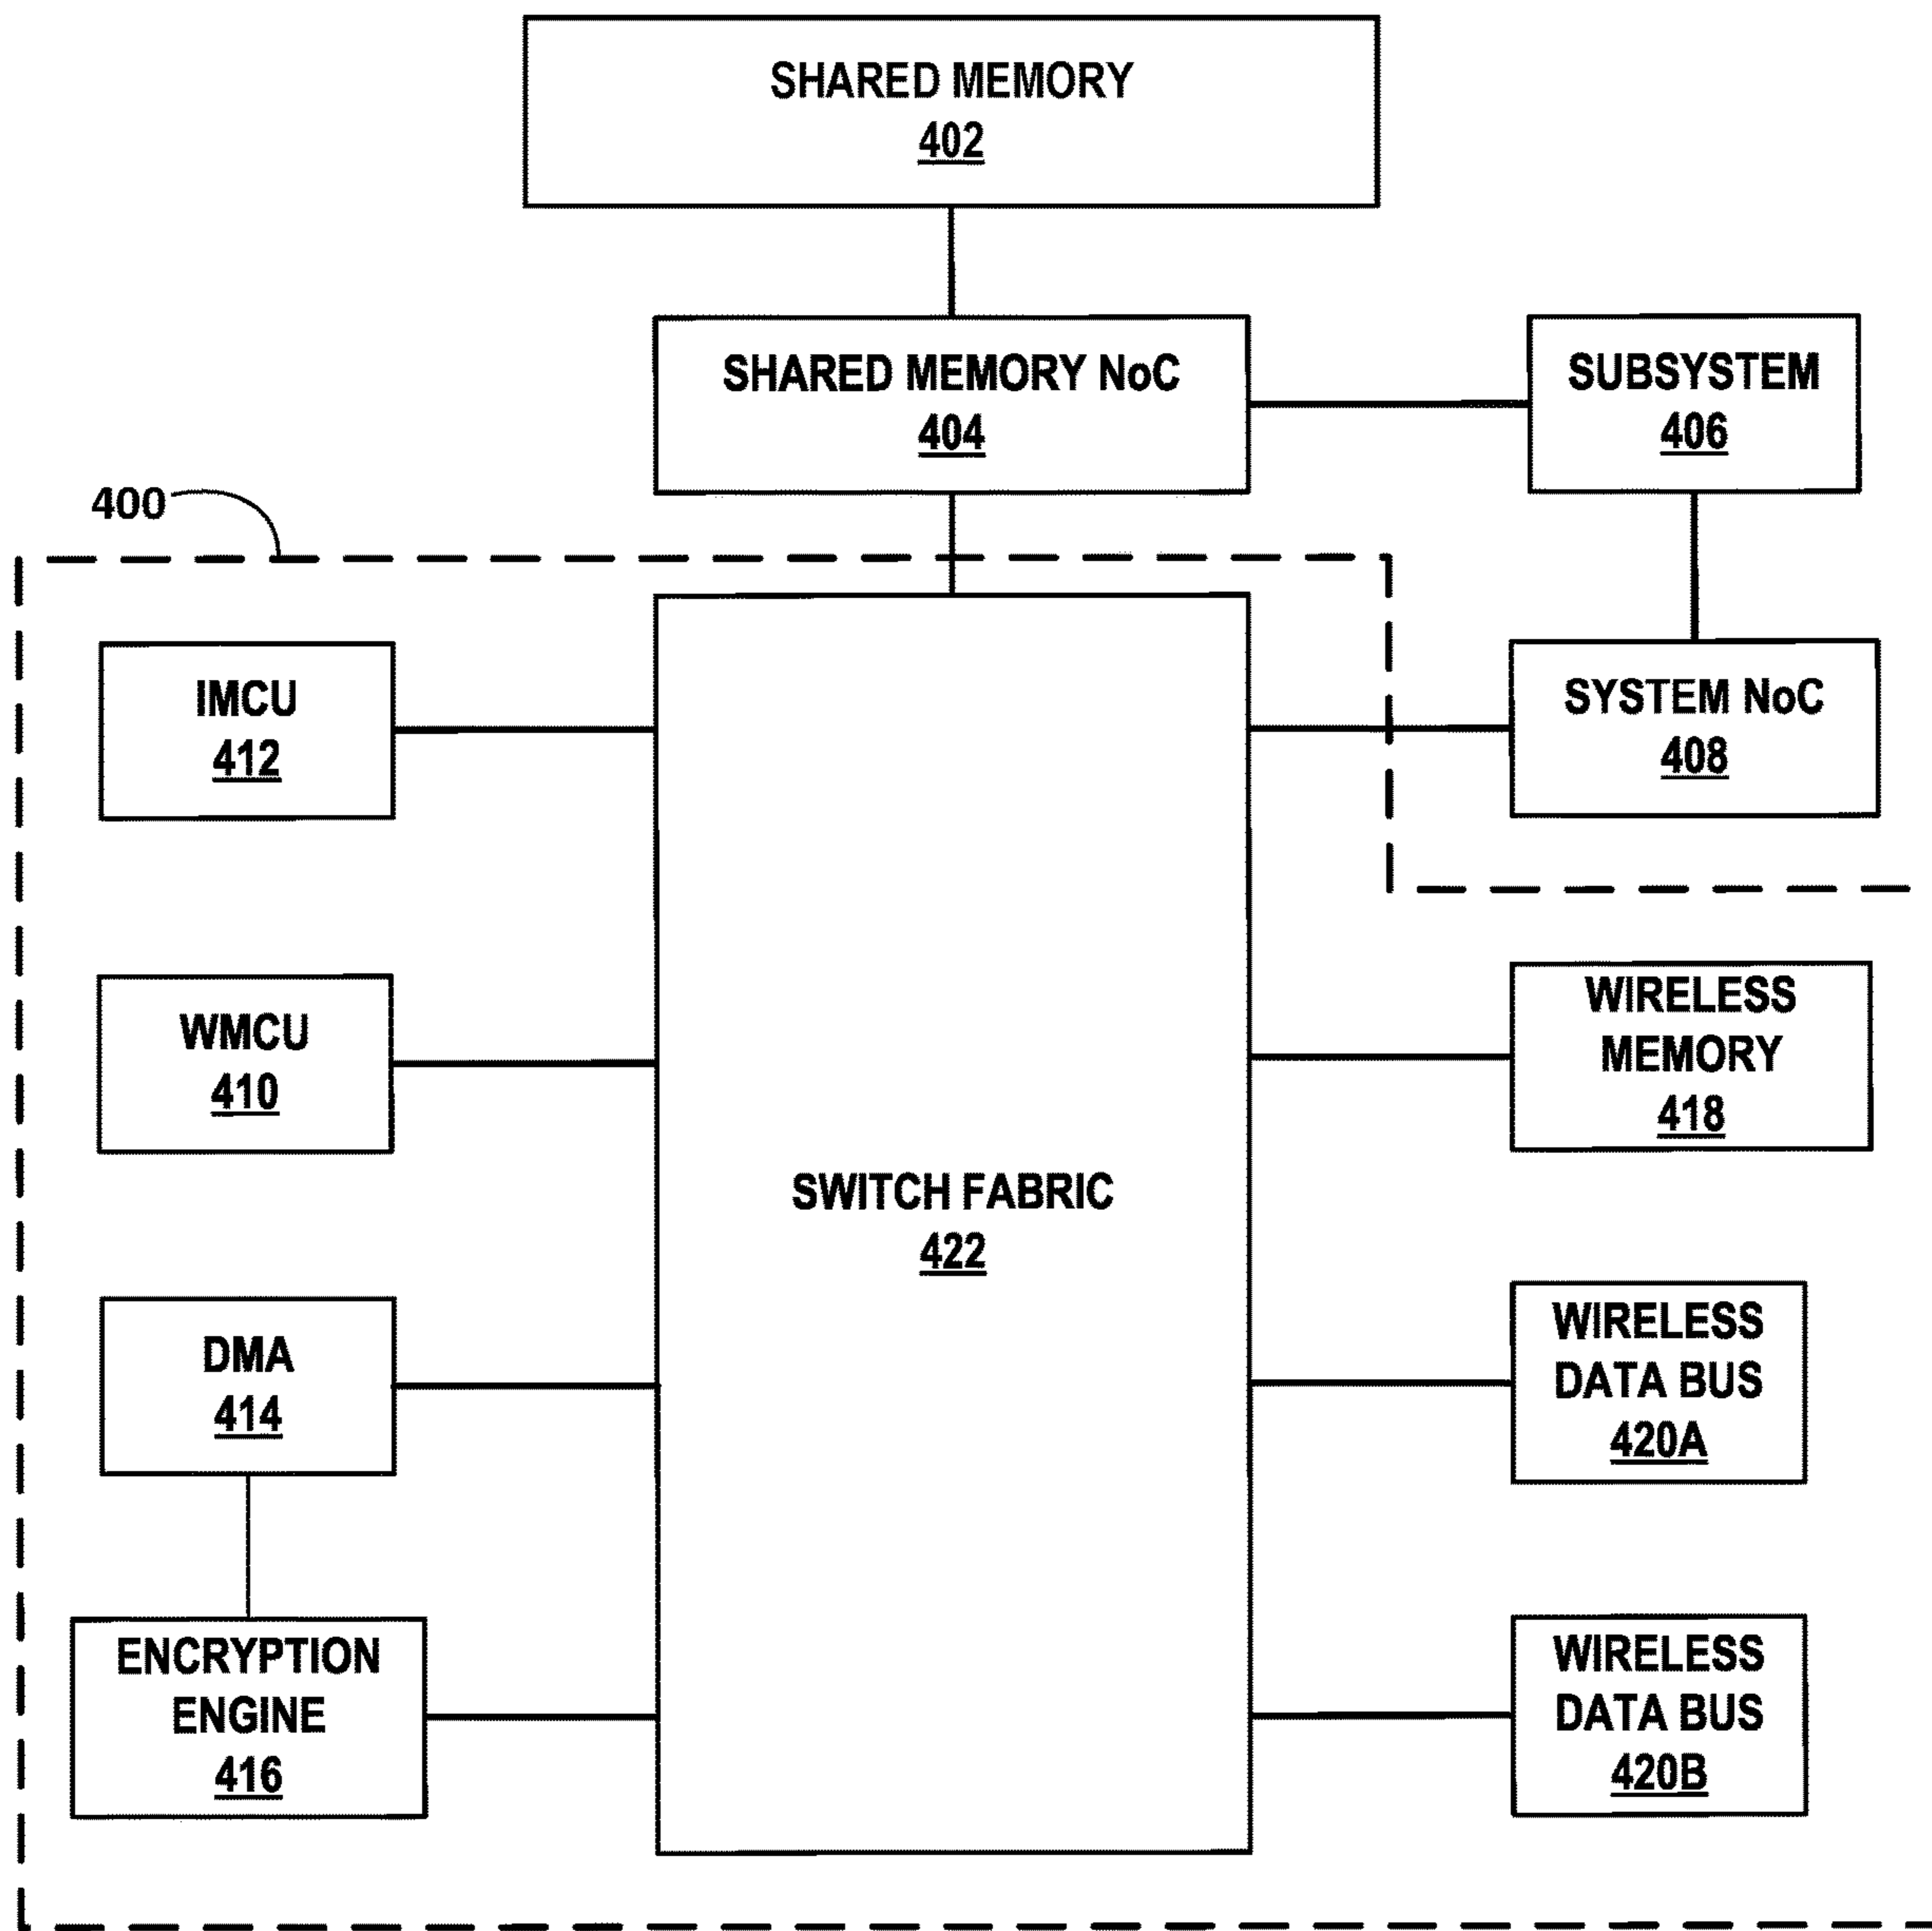 SHARED MEMORY
402
SHARED MEMORY NoC
404
SUBSYSTEM
406
400
IMCU
412
SYSTEM NoC
408
WMCU
410
WIRELESS
MEMORY
418
SWITCH FABRIC
422
DMA
414
WIRELESS
DATA BUS
420A
ENCRYPTION
ENGINE
416
WIRELESS
DATA BUS
420B